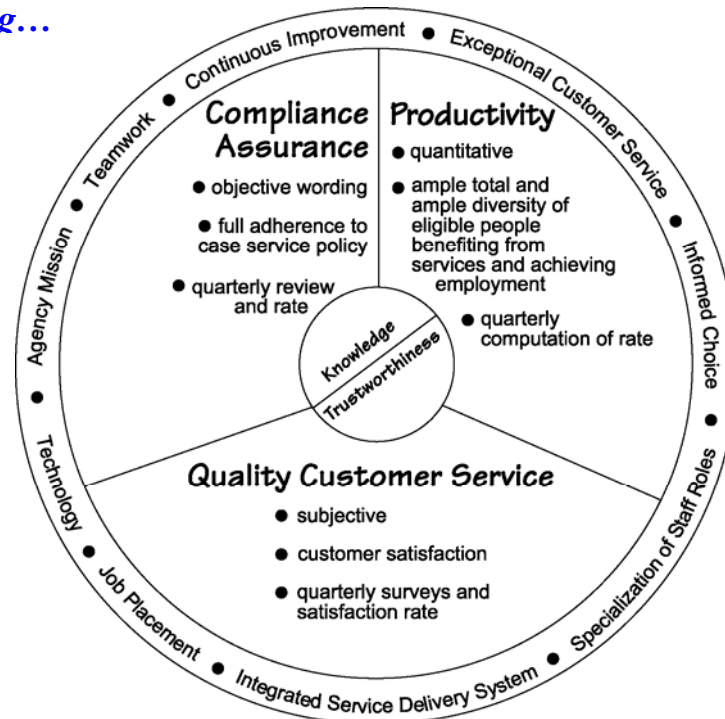 g…
Continuous Improvement ● Exceptional Customer Service ● Informed Choice ● Specialization of Staff Roles ● Integrated Service Delivery System ● Job Placement ● Technology ● Agency Mission ● Teamwork ●
Compliance
Assurance
● objective wording
● full adherence to
case service policy
● quarterly review
and rate
Productivity
● quantitative
● ample total and
ample diversity of
eligible people
benefiting from
services and achieving
employment
● quarterly
computation of rate
Knowledge
Trustworthiness
Quality Customer Service
● subjective
● customer satisfaction
● quarterly surveys and
satisfaction rate